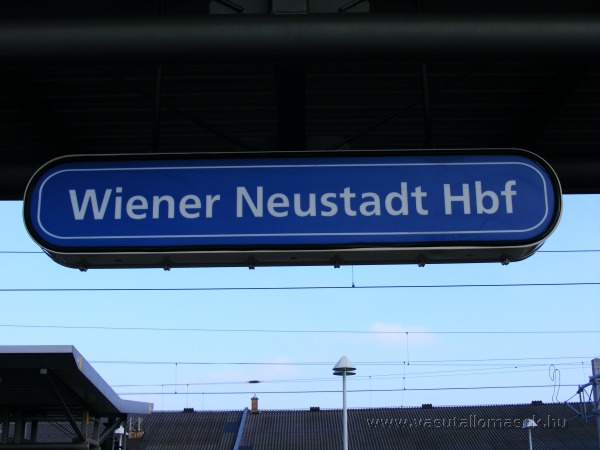 Wiener Neustadt Hbf
www.vasutallomasok.hu